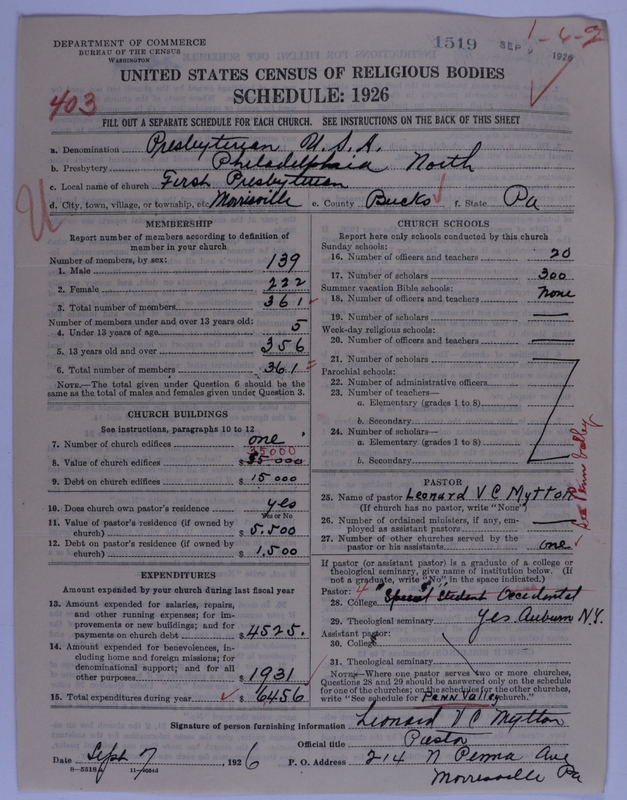 DEPARTMENT OF COMMERCE
BUREAU OF THE CENSUS
WASHINGTON
1519 SEP 9 1926
1-6-2
UNITED STATES CENSUS OF RELIGIOUS BODIES
SCHEDULE: 1926
403
FILL OUT A SEPARATE SCHEDULE FOR EACH CHURCH. SEE INSTRUCTIONS ON THE BACK OF THIS SHEET
a. Denomination Presbyterian U.S.A.
b. Presbytery Philadelphia North
c. Local name of church First Presbyterian
d. City, town, village, or township, etc Morrisville e. County Bucks f. State Pa
U
MEMBERSHIP
Report number of members according to definition of
member in your church
Number of members, by sex:
1. Male 139
2. Female 222
3. Total number of members 361
Number of members under and over 13 years old:
4. Under 13 years of age 5
5. 13 years old and over 356
6. Total number of members 361
NOTE.—The total given under Question 6 should be
same as the total of males and females given under Question 3.
CHURCH BUILDINGS
See instructions, paragraphs 10 to 12
7. Number of church edifices one
35000
8. Value of church edifices $ 35000
9. Debt on church edifices $ 15000
10. Does church own pastor's residence yes
Yes or No
11. Value of pastor's residence (if owned by
church) $ 5.500
12. Debt on pastor's residence (if owned by
church) $ 1,500
EXPENDITURES
Amount expended by your church during last fiscal year
13. Amount expended for salaries, repairs,
and other running expenses; for im-
provements or new buildings; and for
payments on church debt $ 4525.
14. Amount expended for benevolences, in-
cluding home and foreign missions; for
denominational support; and for all
other purposes $ 1931
15. Total expenditures during year $ 6456
CHURCH SCHOOLS
Report here only schools conducted by this church
Sunday schools:
16. Number of officers and teachers 20
17. Number of scholars 300
Summer vacation Bible schools:
18. Number of officers and teachers none
19. Number of scholars
Week-day religious schools:
20. Number of officers and teachers
21. Number of scholars
Parochial schools:
22. Number of administrative officers
23. Number of teachers—
a. Elementary (grades 1 to 8)
b. Secondary
24. Number of scholars—
a. Elementary (grades 1 to 8)
b. Secondary
PASTOR
25. Name of pastor Leonard V C Mytton
(If church has no pastor, write "None")
26. Number of ordained ministers, if any, em-
ployed as assistant pastors
27. Number of other churches served by the
pastor or his assistants one
see Penn Valley
If pastor (or assistant pastor) is a graduate of a college or
theological seminary, give name of institution below. (If
not a graduate, write "No" in the space indicated.)
Pastor:
28. College "Special" Student Occidental
29. Theological seminary Yes. Auburn N.Y.
Assistant pastor:
30. College
31. Theological seminary
NOTE.—Where one pastor serves two or more churches,
Questions 28 and 29 should be answered only on the schedule
for one of the churches; on the schedules for the other churches,
write "See schedule for PENN VALLEY church."
Signature of person furnishing information Leonard V C Mytton
Official title Pastor
Date Sept 7, 1926 P. O. Address 214 N Penna Ave
Morrisville Pa
8—5518